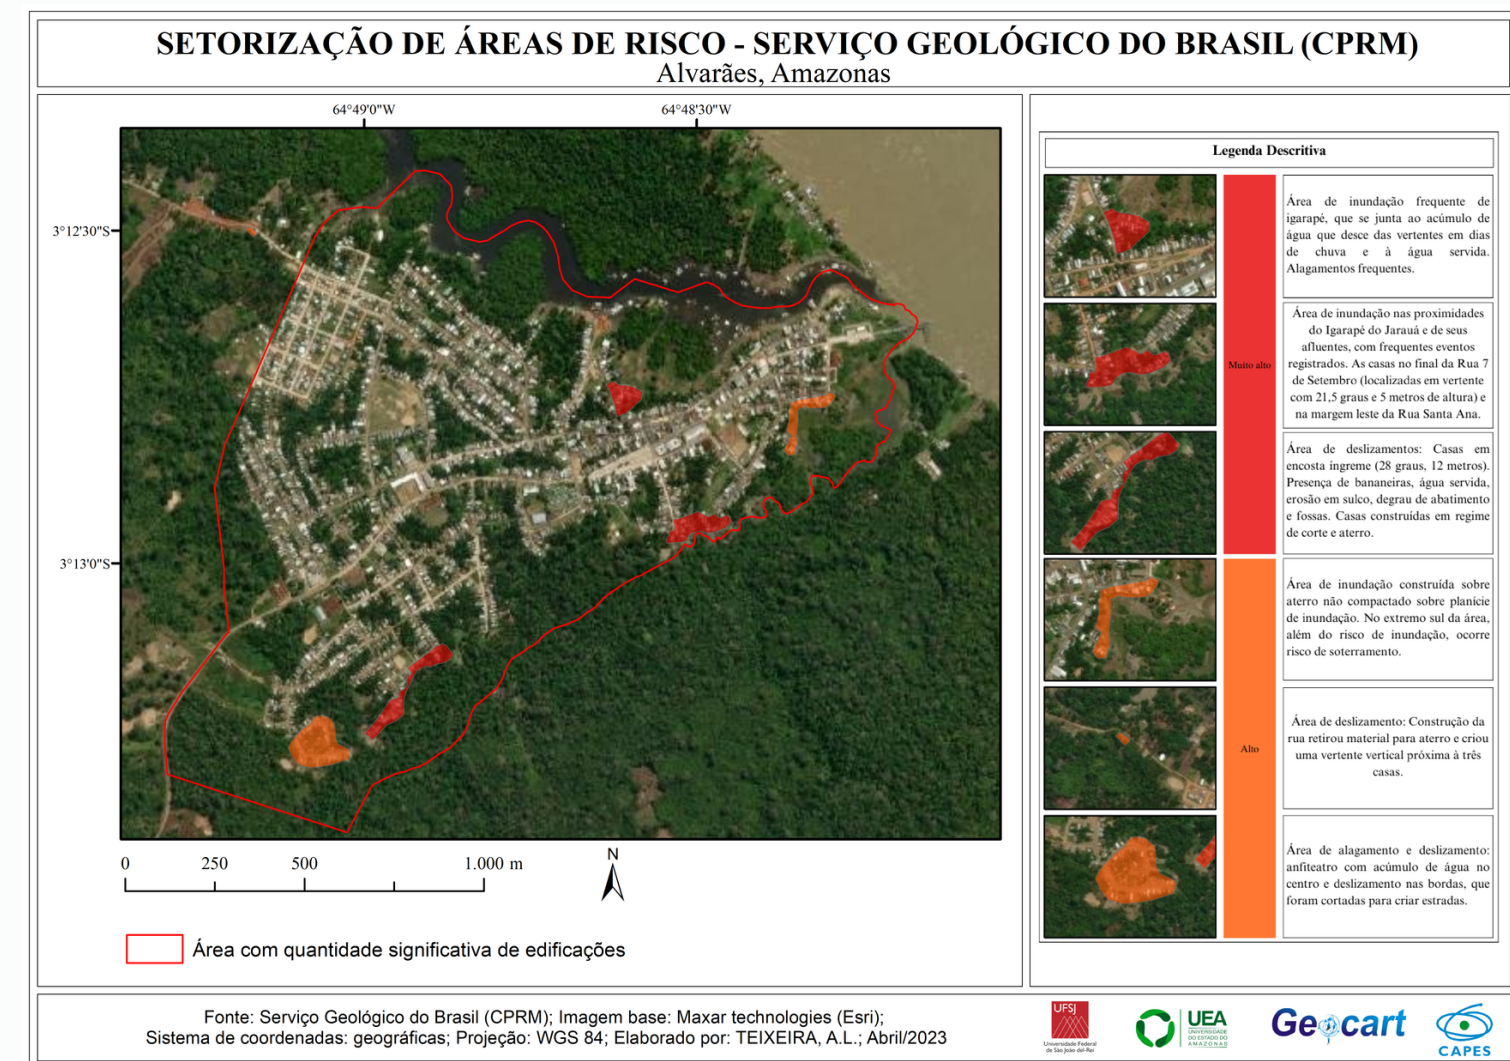 SETORIZAÇÃO DE ÁREAS DE RISCO - SERVIÇO GEOLÓGICO DO BRASIL (CPRM)
Alvarães, Amazonas
64°49'0"W
64°48'30"W
3°12'30"S
3°13'0"S
0
250
500
1.000 m
N
Área com quantidade significativa de edificações
Legenda Descritiva
Muito alto
Área de inundação frequente de
igarapé, que se junta ao acúmulo de
água que desce das vertentes em dias
de chuva e à água servida.
Alagamentos frequentes.
Área de inundação nas proximidades
do Igarapé do Jarauá e de seus
afluentes, com frequentes eventos
registrados. As casas no final da Rua 7
de Setembro (localizadas em vertente
com 21,5 graus e 5 metros de altura) e
na margem leste da Rua Santa Ana.
Área de deslizamentos: Casas em
encosta íngreme (28 graus, 12 metros).
Presença de bananeiras, água servida,
erosão em sulco, degrau de abatimento
e fossas. Casas construídas em regime
de corte e aterro.
Alto
Área de inundação construída sobre
aterro não compactado sobre planície
de inundação. No extremo sul da área,
além do risco de inundação, ocorre
risco de soterramento.
Área de deslizamento: Construção da
rua retirou material para aterro e criou
uma vertente vertical próxima à três
casas.
Área de alagamento e deslizamento:
anfiteatro com acúmulo de água no
centro e deslizamento nas bordas, que
foram cortadas para criar estradas.
Fonte: Serviço Geológico do Brasil (CPRM); Imagem base: Maxar technologies (Esri);
Sistema de coordenadas: geográficas; Projeção: WGS 84; Elaborado por: TEIXEIRA, A.L.; Abril/2023
UFSJ
Universidade Federal
de São João del-Rei
UEA
UNIVERSIDADE
DO ESTADO DO
AMAZONAS
Geocart
CAPES